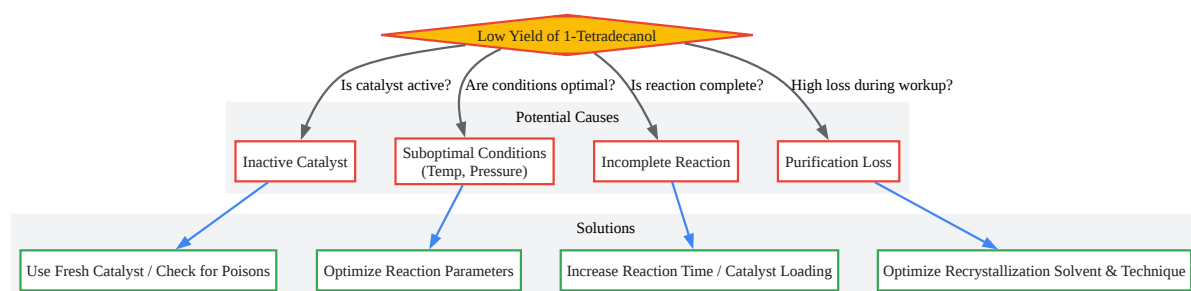 Low Yield of 1-Tetradecanol
Is catalyst active?
Are conditions optimal?
Is reaction complete?
High loss during workup?
Potential Causes
Inactive Catalyst
Suboptimal Conditions
(Temp, Pressure)
Incomplete Reaction
Purification Loss
Solutions
Use Fresh Catalyst / Check for Poisons
Optimize Reaction Parameters
Increase Reaction Time / Catalyst Loading
Optimize Recrystallization Solvent & Technique